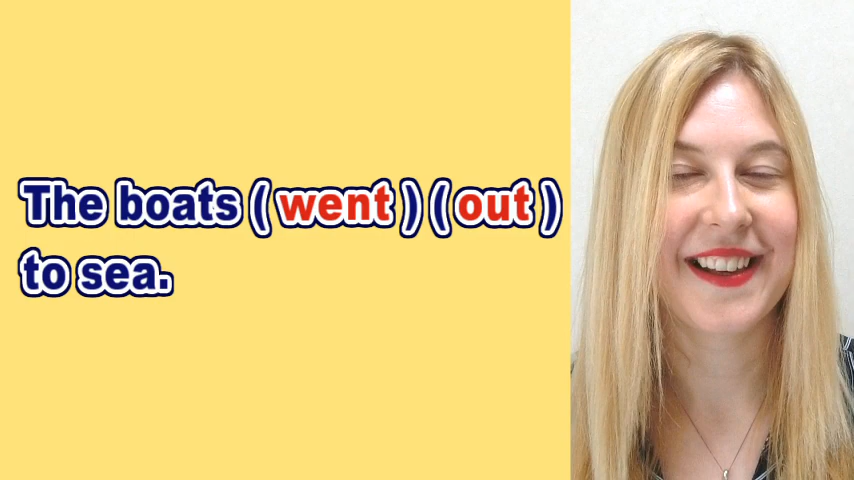 The boats ( went ) ( out )
to sea.